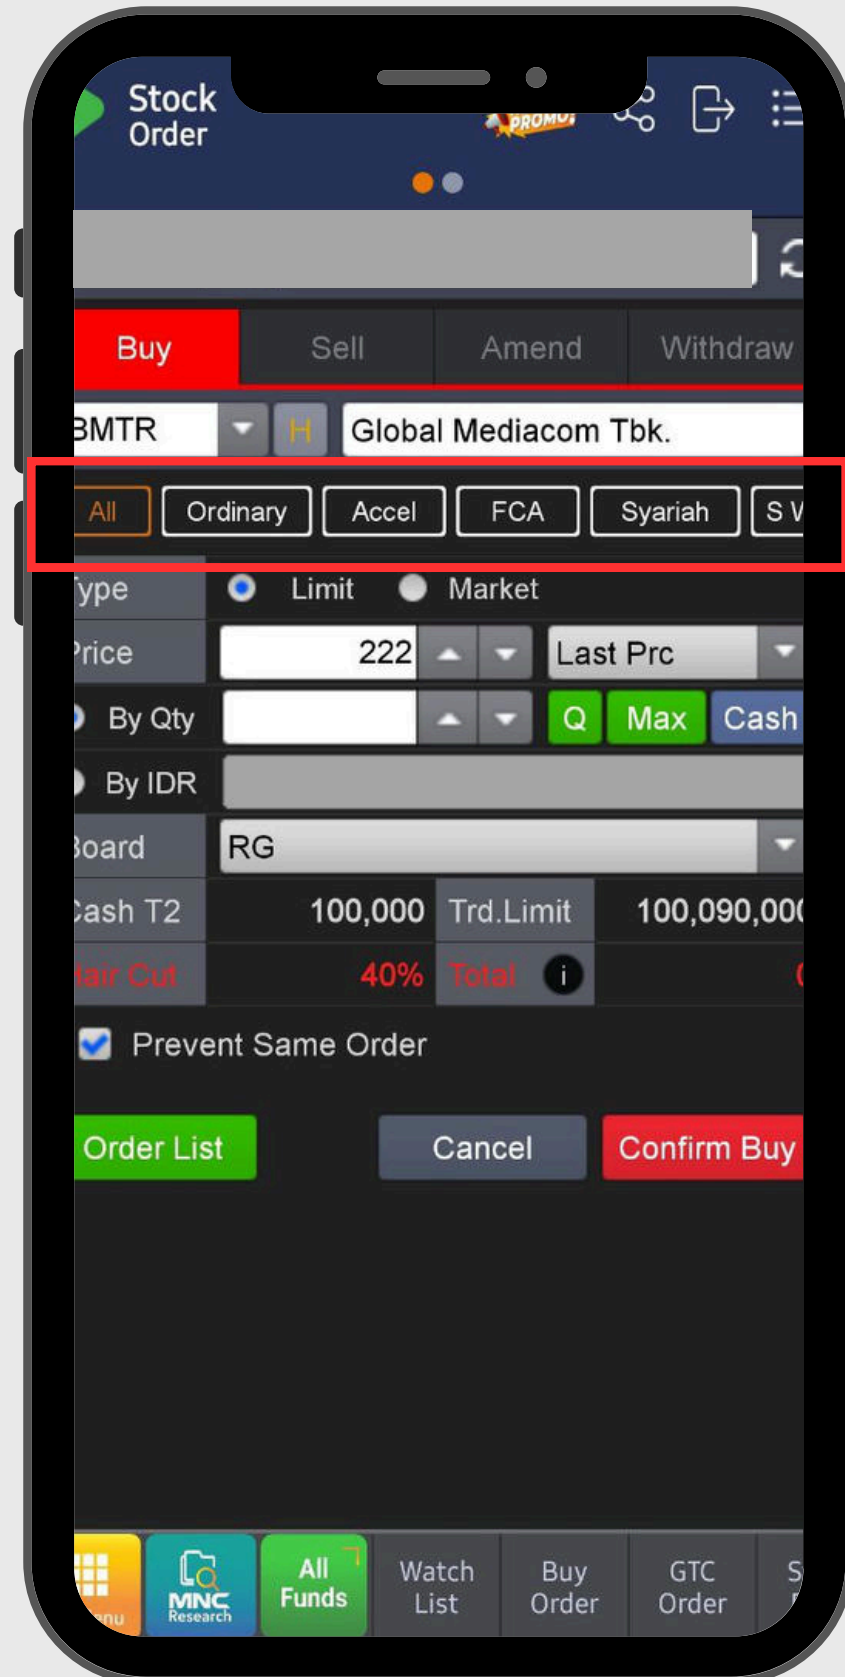 Stock
Order
PROMO!
Buy Sell Amend Withdraw
BMTR H Global Mediacom Tbk.
All Ordinary Accel FCA Syariah S
Type Limit Market
Price 222 Last Prc
By Qty Q Max Cash
By IDR
Board RG
Cash T2 100,000 Trd.Limit 100,090,000
Hair Cut 40% Total i 0
Prevent Same Order
Order List Cancel Confirm Buy
Menu MNC Research All Funds Watch List Buy Order GTC Order